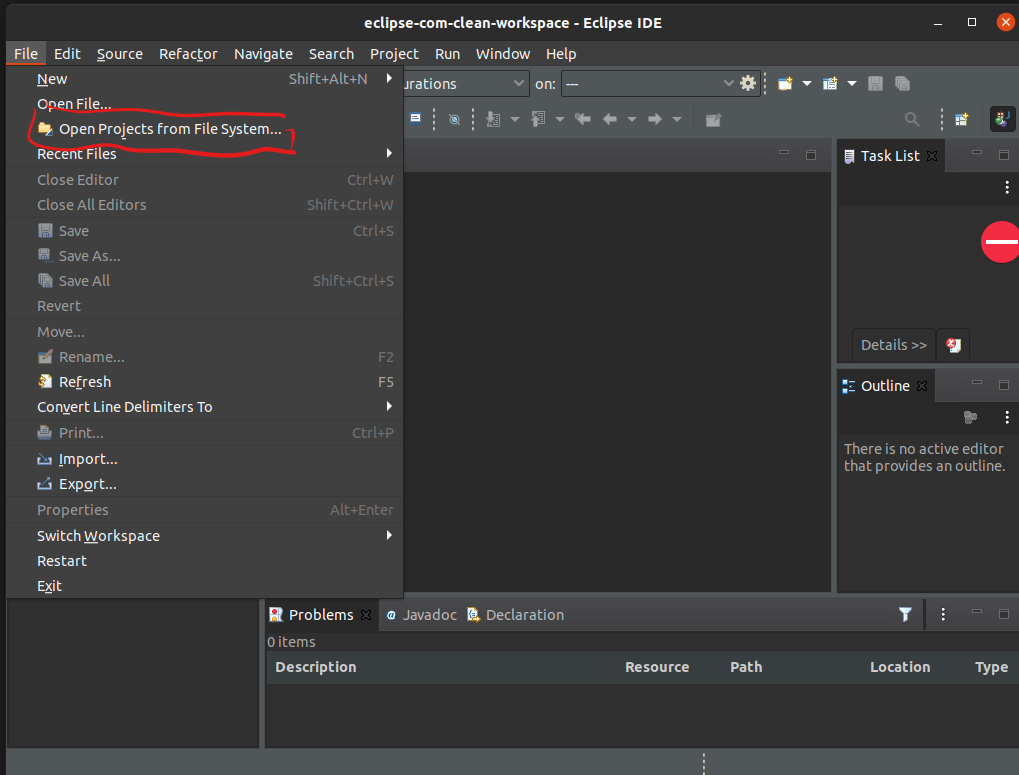 eclipse-com-clean-workspace - Eclipse IDE
File Edit Source Refactor Navigate Search Project Run Window Help
New Shift+Alt+N
urations on: ---
Open File...
Open Projects from File System...
Recent Files
Close Editor Ctrl+W
Close All Editors Shift+Ctrl+W
Save Ctrl+S
Save As...
Save All Shift+Ctrl+S
Revert
Move...
Rename... F2
Refresh F5
Convert Line Delimiters To
Print... Ctrl+P
Import...
Export...
Properties Alt+Enter
Switch Workspace
Restart
Exit
Task List
Details >>
Outline
There is no active editor
that provides an outline.
Problems Javadoc Declaration
0 items
Description Resource Path Location Type